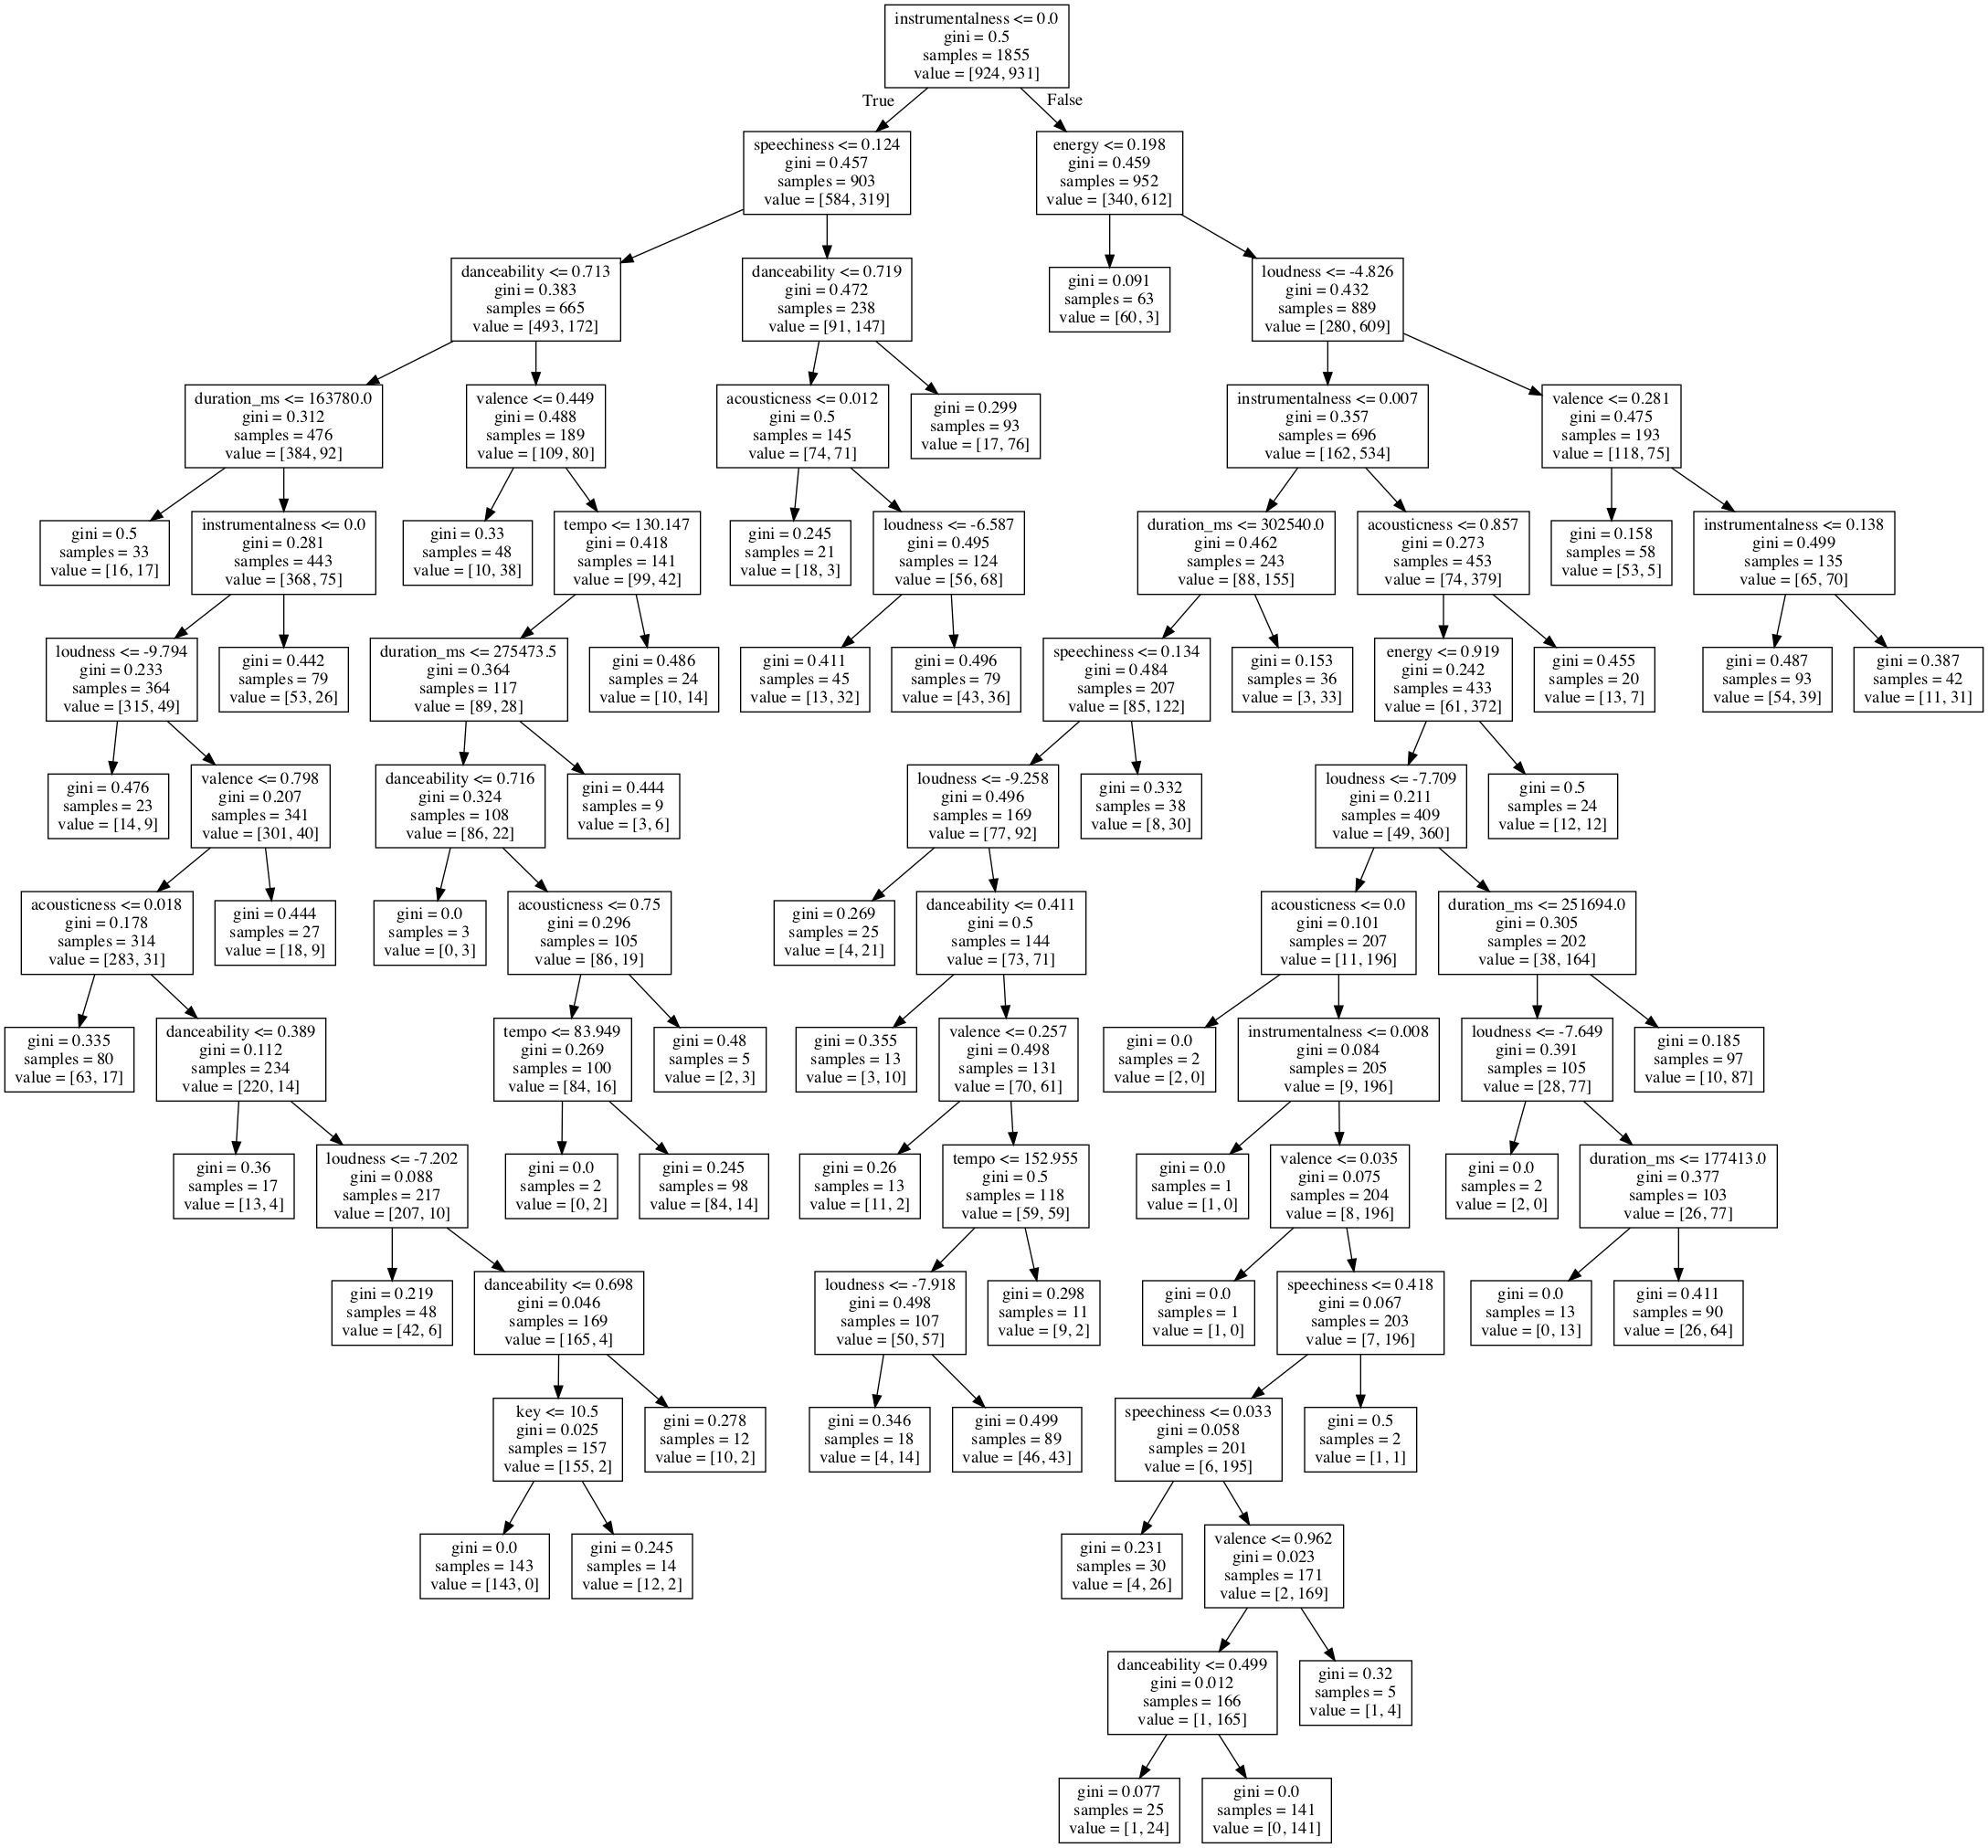 instrumentalness <= 0.0
gini = 0.5
samples = 1855
value = [924, 931]
True
False
speechiness <= 0.124
gini = 0.457
samples = 903
value = [584, 319]
energy <= 0.198
gini = 0.459
samples = 952
value = [340, 612]
danceability <= 0.713
gini = 0.383
samples = 665
value = [493, 172]
danceability <= 0.719
gini = 0.472
samples = 238
value = [91, 147]
gini = 0.091
samples = 63
value = [60, 3]
loudness <= -4.826
gini = 0.432
samples = 889
value = [280, 609]
duration_ms <= 163780.0
gini = 0.312
samples = 476
value = [384, 92]
valence <= 0.449
gini = 0.488
samples = 189
value = [109, 80]
acousticness <= 0.012
gini = 0.5
samples = 145
value = [74, 71]
gini = 0.299
samples = 93
value = [17, 76]
instrumentalness <= 0.007
gini = 0.357
samples = 696
value = [162, 534]
valence <= 0.281
gini = 0.475
samples = 193
value = [118, 75]
gini = 0.5
samples = 33
value = [16, 17]
instrumentalness <= 0.0
gini = 0.281
samples = 443
value = [368, 75]
gini = 0.33
samples = 48
value = [10, 38]
tempo <= 130.147
gini = 0.418
samples = 141
value = [99, 42]
gini = 0.245
samples = 21
value = [18, 3]
loudness <= -6.587
gini = 0.495
samples = 124
value = [56, 68]
duration_ms <= 302540.0
gini = 0.462
samples = 243
value = [88, 155]
acousticness <= 0.857
gini = 0.273
samples = 453
value = [74, 379]
gini = 0.158
samples = 58
value = [53, 5]
instrumentalness <= 0.138
gini = 0.499
samples = 135
value = [65, 70]
loudness <= -9.794
gini = 0.233
samples = 364
value = [315, 49]
gini = 0.442
samples = 79
value = [53, 26]
duration_ms <= 275473.5
gini = 0.364
samples = 117
value = [89, 28]
gini = 0.486
samples = 24
value = [10, 14]
gini = 0.411
samples = 45
value = [13, 32]
gini = 0.496
samples = 79
value = [43, 36]
speechiness <= 0.134
gini = 0.484
samples = 207
value = [85, 122]
gini = 0.153
samples = 36
value = [3, 33]
energy <= 0.919
gini = 0.242
samples = 433
value = [61, 372]
gini = 0.455
samples = 20
value = [13, 7]
gini = 0.487
samples = 93
value = [54, 39]
gini = 0.387
samples = 42
value = [11, 31]
gini = 0.476
samples = 23
value = [14, 9]
valence <= 0.798
gini = 0.207
samples = 341
value = [301, 40]
danceability <= 0.716
gini = 0.324
samples = 108
value = [86, 22]
gini = 0.444
samples = 9
value = [3, 6]
loudness <= -9.258
gini = 0.496
samples = 169
value = [77, 92]
gini = 0.332
samples = 38
value = [8, 30]
loudness <= -7.709
gini = 0.211
samples = 409
value = [49, 360]
gini = 0.5
samples = 24
value = [12, 12]
acousticness <= 0.018
gini = 0.178
samples = 314
value = [283, 31]
gini = 0.444
samples = 27
value = [18, 9]
gini = 0.0
samples = 3
value = [0, 3]
acousticness <= 0.75
gini = 0.296
samples = 105
value = [86, 19]
gini = 0.269
samples = 25
value = [4, 21]
danceability <= 0.411
gini = 0.5
samples = 144
value = [73, 71]
acousticness <= 0.0
gini = 0.101
samples = 207
value = [11, 196]
duration_ms <= 251694.0
gini = 0.305
samples = 202
value = [38, 164]
gini = 0.335
samples = 80
value = [63, 17]
danceability <= 0.389
gini = 0.112
samples = 234
value = [220, 14]
tempo <= 83.949
gini = 0.269
samples = 100
value = [84, 16]
gini = 0.48
samples = 5
value = [2, 3]
gini = 0.355
samples = 13
value = [3, 10]
valence <= 0.257
gini = 0.498
samples = 131
value = [70, 61]
gini = 0.0
samples = 2
value = [2, 0]
instrumentalness <= 0.008
gini = 0.084
samples = 205
value = [9, 196]
loudness <= -7.649
gini = 0.391
samples = 105
value = [28, 77]
gini = 0.185
samples = 97
value = [10, 87]
gini = 0.36
samples = 17
value = [13, 4]
loudness <= -7.202
gini = 0.088
samples = 217
value = [207, 10]
gini = 0.0
samples = 2
value = [0, 2]
gini = 0.245
samples = 98
value = [84, 14]
gini = 0.26
samples = 13
value = [11, 2]
tempo <= 152.955
gini = 0.5
samples = 118
value = [59, 59]
gini = 0.0
samples = 1
value = [1, 0]
valence <= 0.035
gini = 0.075
samples = 204
value = [8, 196]
gini = 0.0
samples = 2
value = [2, 0]
duration_ms <= 177413.0
gini = 0.377
samples = 103
value = [26, 77]
gini = 0.219
samples = 48
value = [42, 6]
danceability <= 0.698
gini = 0.046
samples = 169
value = [165, 4]
loudness <= -7.918
gini = 0.498
samples = 107
value = [50, 57]
gini = 0.298
samples = 11
value = [9, 2]
gini = 0.0
samples = 1
value = [1, 0]
speechiness <= 0.418
gini = 0.067
samples = 203
value = [7, 196]
gini = 0.0
samples = 13
value = [0, 13]
gini = 0.411
samples = 90
value = [26, 64]
key <= 10.5
gini = 0.025
samples = 157
value = [155, 2]
gini = 0.278
samples = 12
value = [10, 2]
gini = 0.346
samples = 18
value = [4, 14]
gini = 0.499
samples = 89
value = [46, 43]
speechiness <= 0.033
gini = 0.058
samples = 201
value = [6, 195]
gini = 0.5
samples = 2
value = [1, 1]
gini = 0.0
samples = 143
value = [143, 0]
gini = 0.245
samples = 14
value = [12, 2]
gini = 0.231
samples = 30
value = [4, 26]
valence <= 0.962
gini = 0.023
samples = 171
value = [2, 169]
danceability <= 0.499
gini = 0.012
samples = 166
value = [1, 165]
gini = 0.32
samples = 5
value = [1, 4]
gini = 0.077
samples = 25
value = [1, 24]
gini = 0.0
samples = 141
value = [0, 141]